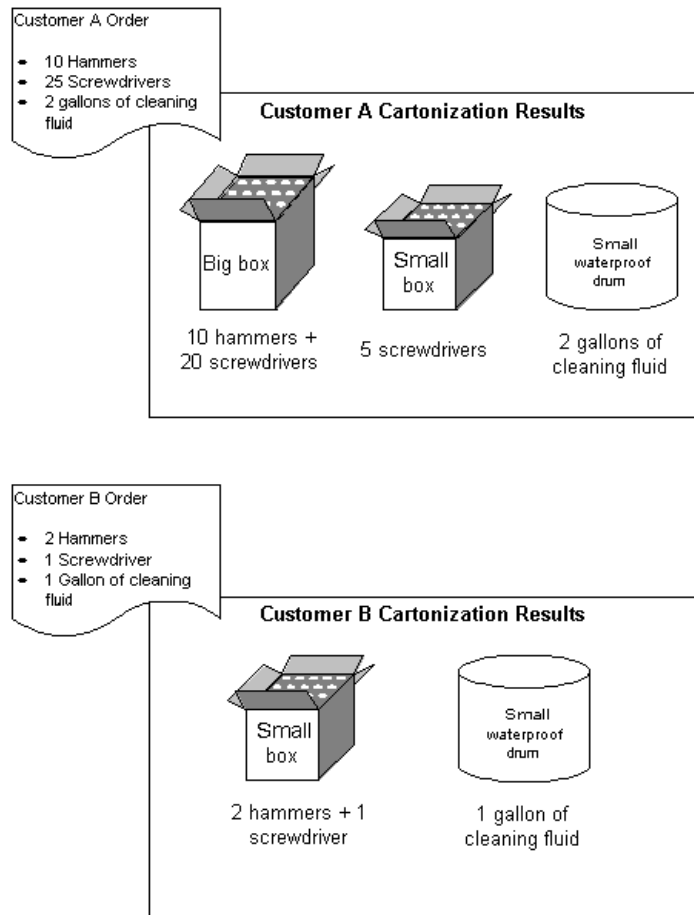 Customer A Order
10 Hammers
25 Screwdrivers
2 gallons of cleaning
fluid
Customer A Cartonization Results
Big box
10 hammers +
20 screwdrivers
Small
box
5 screwdrivers
Small
waterproof
drum
2 gallons of
cleaning fluid
Customer B Order
2 Hammers
1 Screwdriver
1 Gallon of cleaning
fluid
Customer B Cartonization Results
Small
box
2 hammers + 1
screwdriver
Small
waterproof
drum
1 gallon of
cleaning fluid